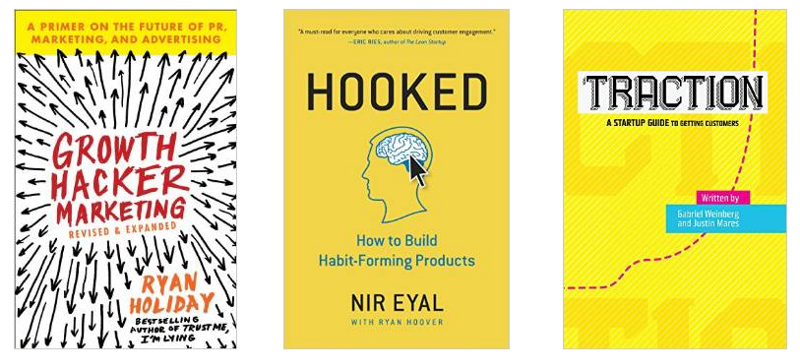 A PRIMER ON THE FUTURE OF PR,
MARKETING, AND ADVERTISING
GROWTH
HACKER
MARKETING
REVISED & EXPANDED
RYAN
HOLIDAY
BESTSELLING
AUTHOR OF TRUST ME,
I'M LYING
"A must-read for everyone who cares about driving customer engagement."
—ERIC RIES, author of The Lean Startup
HOOKED
How to Build
Habit-Forming Products
NIR EYAL
WITH RYAN HOOVER
TRACTION
A STARTUP GUIDE TO GETTING CUSTOMERS
Written by
Gabriel Weinberg
and Justin Mares